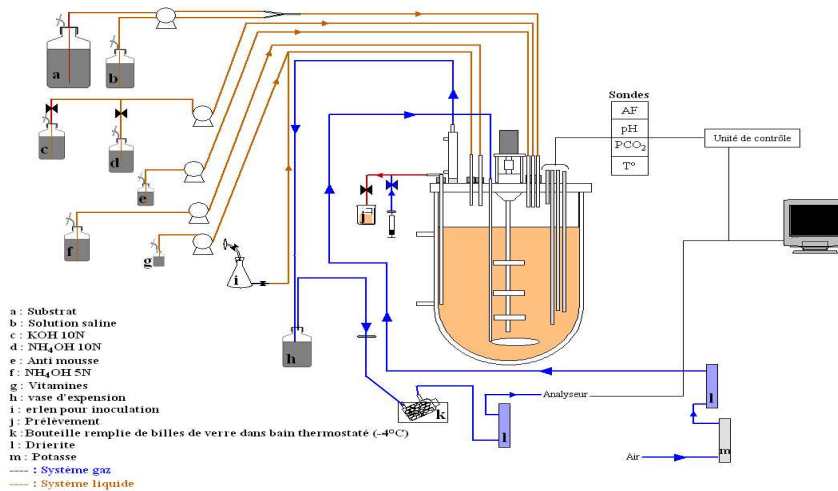 a
b
c
d
e
f
g
i
h
j
k
l
l
m
Sondes
AF
pH
PCO₂
T°
Unité de contrôle
Analyseur
Air
a : Substrat
b : Solution saline
c : KOH 10N
d : NH₄OH 10N
e : Anti mousse
f : NH₄OH 5N
g : Vitamines
h : vase d'expension
i : erlen pour inoculation
j : Prélèvement
k :Bouteille remplie de billes de verre dans bain thermostaté (-4°C)
l : Drierite
m : Potasse
---- : Système gaz
---- : Système liquide